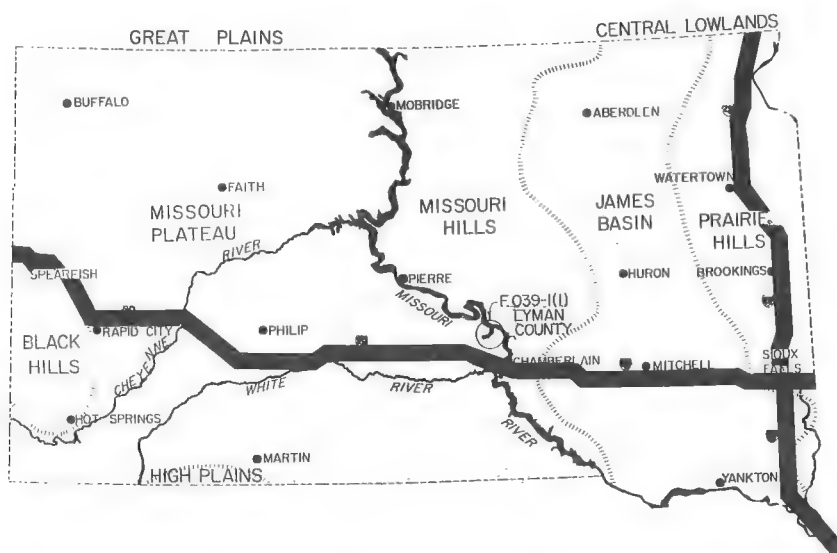 GREAT PLAINS
CENTRAL LOWLANDS
BUFFALO
MOBRIDGE
ABERDLEN
FAITH
WATERTOWN
MISSOURI
PLATEAU
MISSOURI
HILLS
JAMES
BASIN
PRAIRIE
HILLS
RIVER
SPEARFISH
PIERRE
HURON
BROOKINGS
MISSOURI
F.039-1(1)
LYMAN
COUNTY
RAPID CITY
PHILIP
BLACK
HILLS
CHEYENNE
CHAMBERLAIN
MITCHELL
SIOUX
FALLS
WHITE
RIVER
HOT SPRINGS
RIVER
MARTIN
HIGH PLAINS
YANKTON